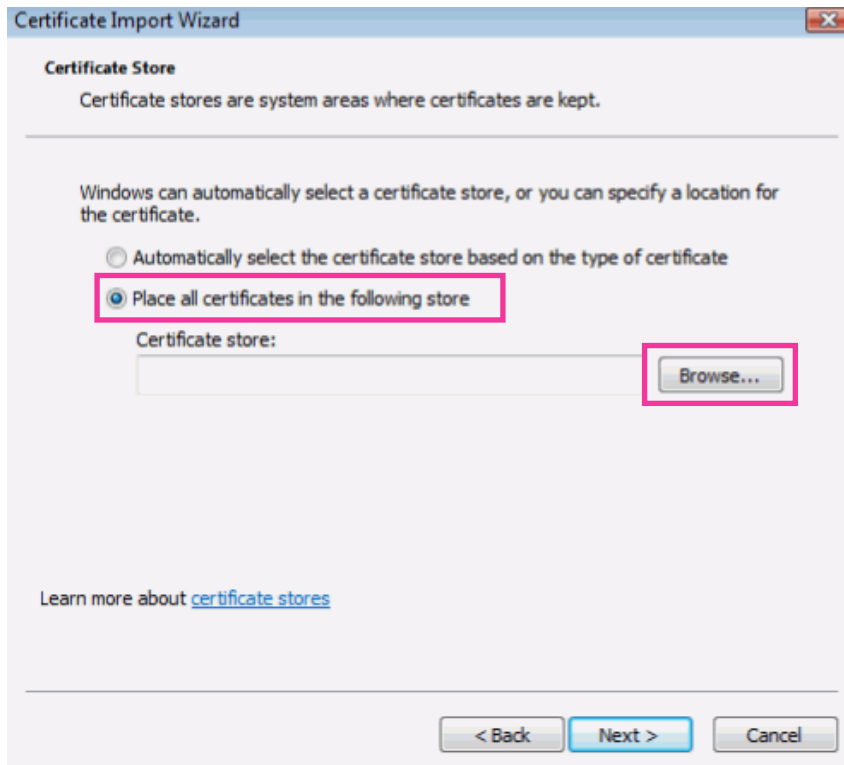 Certificate Import Wizard
Certificate Store
Certificate stores are system areas where certificates are kept.
Windows can automatically select a certificate store, or you can specify a location for
the certificate.
Automatically select the certificate store based on the type of certificate
Place all certificates in the following store
Certificate store:
Browse...
Learn more about certificate stores
< Back Next > Cancel